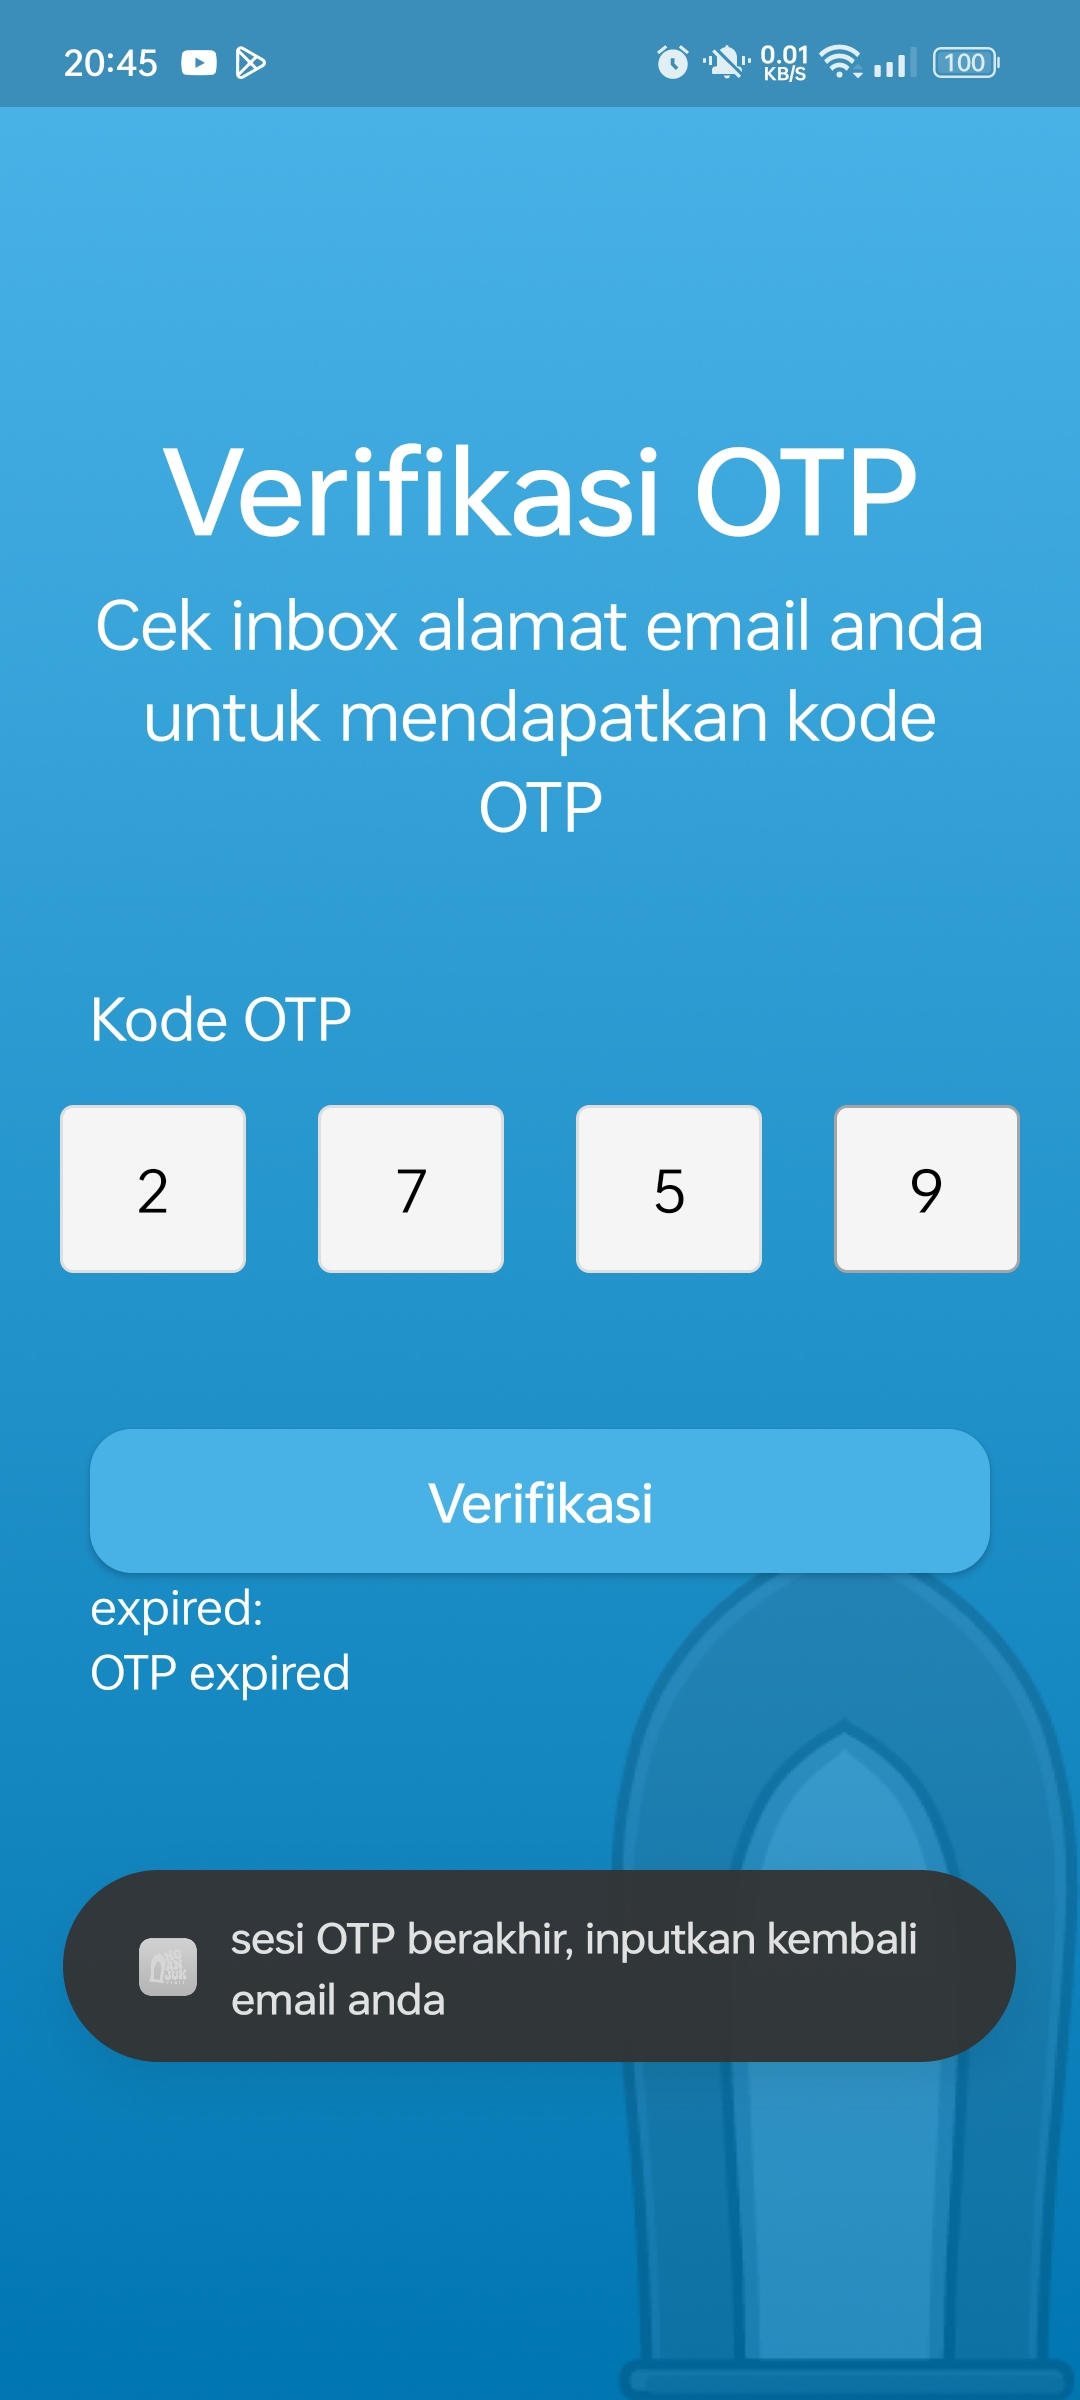 20:45
0.01
KB/S
100
Verifikasi OTP
Cek inbox alamat email anda
untuk mendapatkan kode
OTP
Kode OTP
2 7 5 9
Verifikasi
expired:
OTP expired
sesi OTP berakhir, inputkan kembali
email anda